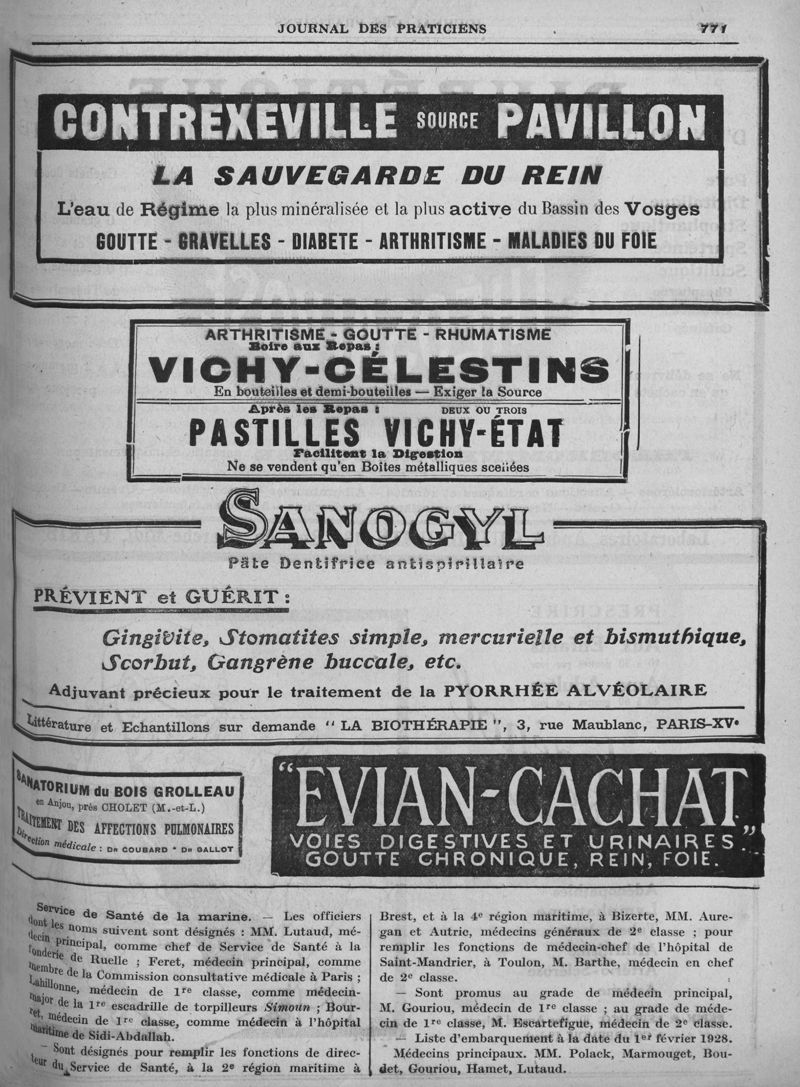 JOURNAL DES PRATICIENS 771
CONTREXEVILLE SOURCE PAVILLON
LA SAUVEGARDE DU REIN
L'eau de Régime la plus minéralisée et la plus active du Bassin des Vosges
GOUTTE - GRAVELLES - DIABETE - ARTHRITISME - MALADIES DU FOIE
ARTHRITISME - GOUTTE - RHUMATISME
Boire aux Repas :
VICHY-CÉLESTINS
En bouteilles et demi-bouteilles — Exiger la Source
Après les Repas : DEUX OU TROIS
PASTILLES VICHY-ÉTAT
Facilitent la Digestion
Ne se vendent qu'en Boîtes métalliques scellées
SANOGYL
Pâte Dentifrice antispirillaire
PRÉVIENT et GUÉRIT :
Gingivite, Stomatites simple, mercurielle et bismuthique,
Scorbut, Gangrène buccale, etc.
Adjuvant précieux pour le traitement de la PYORRHÉE ALVÉOLAIRE
Littérature et Echantillons sur demande "LA BIOTHÉRAPIE", 3, rue Maublanc, PARIS-XVe
SANATORIUM du BOIS GROLLEAU
en Anjou, près CHOLET (M.-et-L.)
TRAITEMENT DES AFFECTIONS PULMONAIRES
Direction médicale : Dr COUBARD * Dr GALLOT
"EVIAN-CACHAT"
VOIES DIGESTIVES ET URINAIRES.
GOUTTE CHRONIQUE, REIN, FOIE.
Service de Santé de la marine. — Les officiers
dont les noms suivent sont désignés : MM. Lutaud, mé-
decin principal, comme chef de Service de Santé à la
fonderie de Ruelle ; Feret, médecin principal, comme
membre de la Commission consultative médicale à Paris ;
Lahillonne, médecin de 1re classe, comme médecin-
major de la 1re escadrille de torpilleurs Simoun ; Bour-
ret, médecin de 1re classe, comme médecin à l'hôpital
maritime de Sidi-Abdallah.
— Sont désignés pour remplir les fonctions de direc-
teur du Service de Santé, à la 2e région maritime à
Brest, et à la 4e région maritime, à Bizerte, MM. Aure-
gan et Autric, médecins généraux de 2e classe ; pour
remplir les fonctions de médecin-chef de l'hôpital de
Saint-Mandrier, à Toulon, M. Barthe, médecin en chef
de 2e classe.
— Sont promus au grade de médecin principal,
M. Gouriou, médecin de 1re classe ; au grade de méde-
cin de 1re classe, M. Escartefigue, médecin de 2e classe.
— Liste d'embarquement à la date du 1er février 1928.
Médecins principaux. MM. Polack, Marmouget, Bou-
det, Gouriou, Hamet, Lutaud.